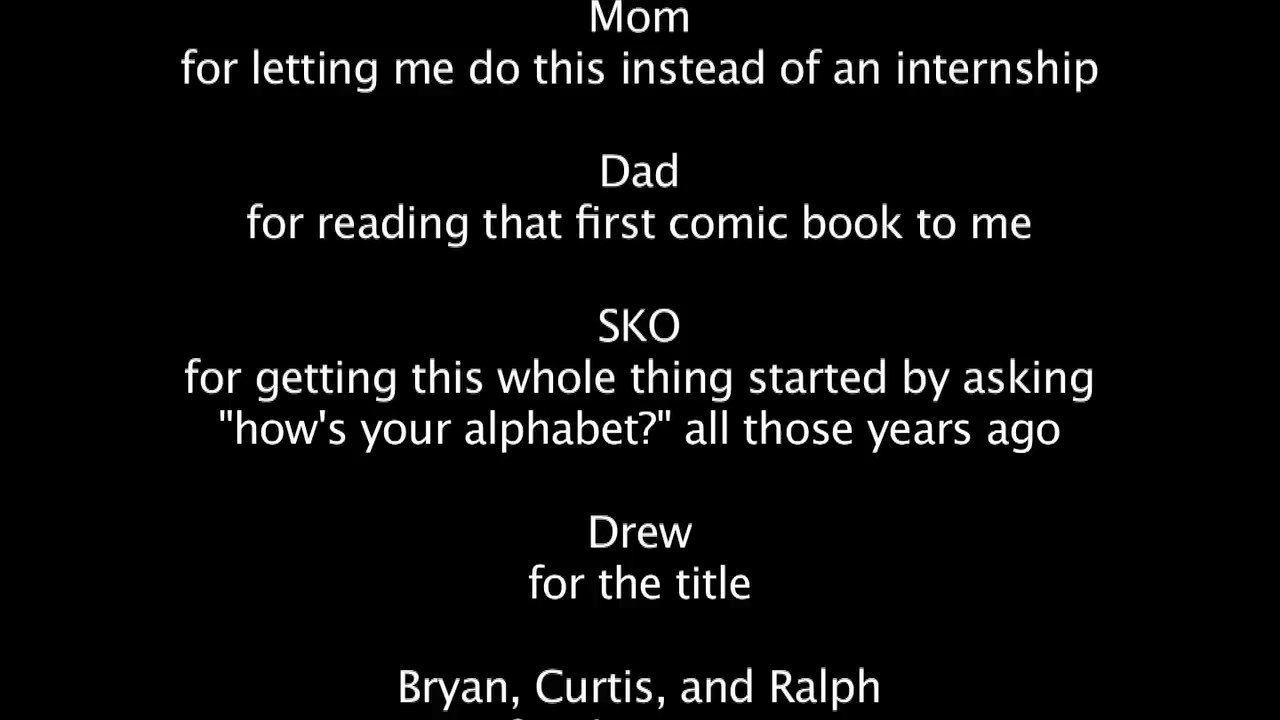 Mom
for letting me do this instead of an internship
Dad
for reading that first comic book to me
SKO
for getting this whole thing started by asking
"how's your alphabet?" all those years ago
Drew
for the title
Bryan, Curtis, and Ralph